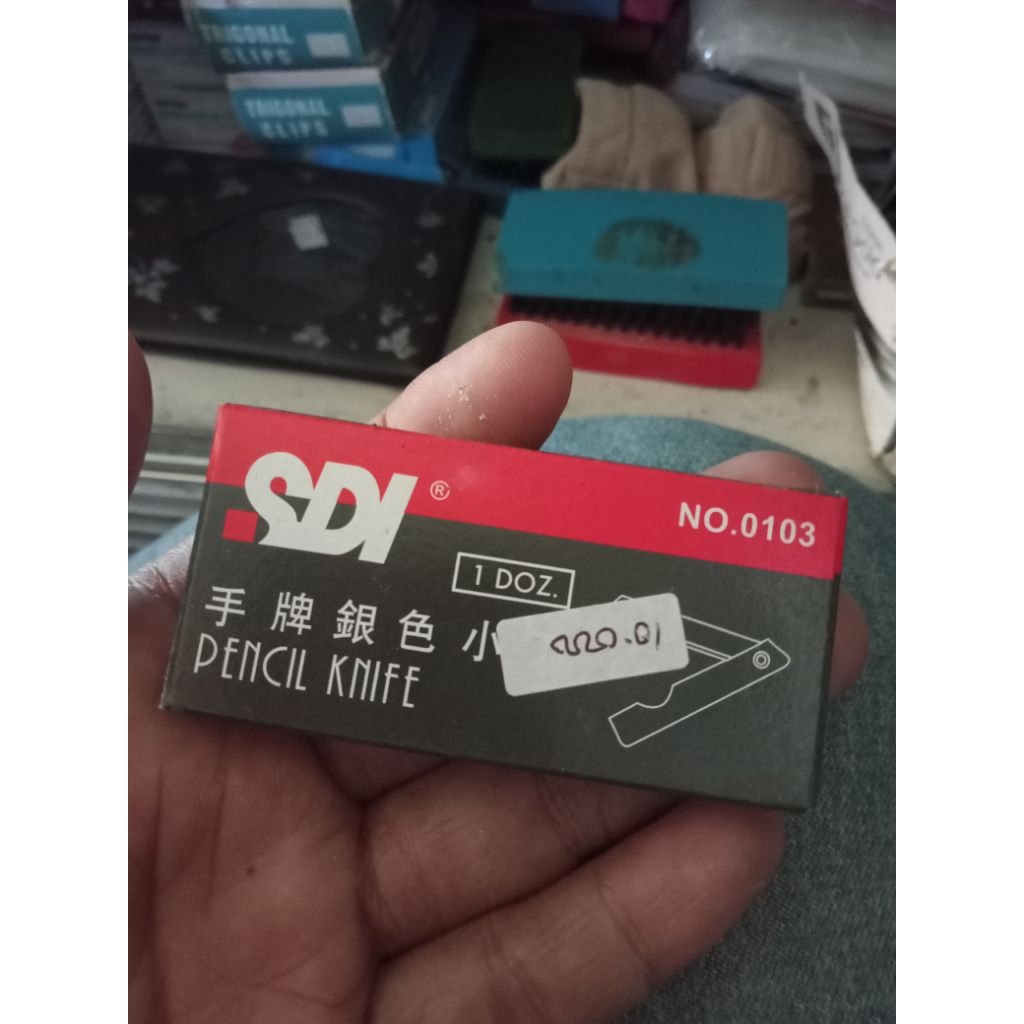 TRIGONAL
CLIPS
TRIGONAL
CLIPS
SDI®
NO.0103
1 DOZ.
手牌銀色小
PENCIL KNIFE